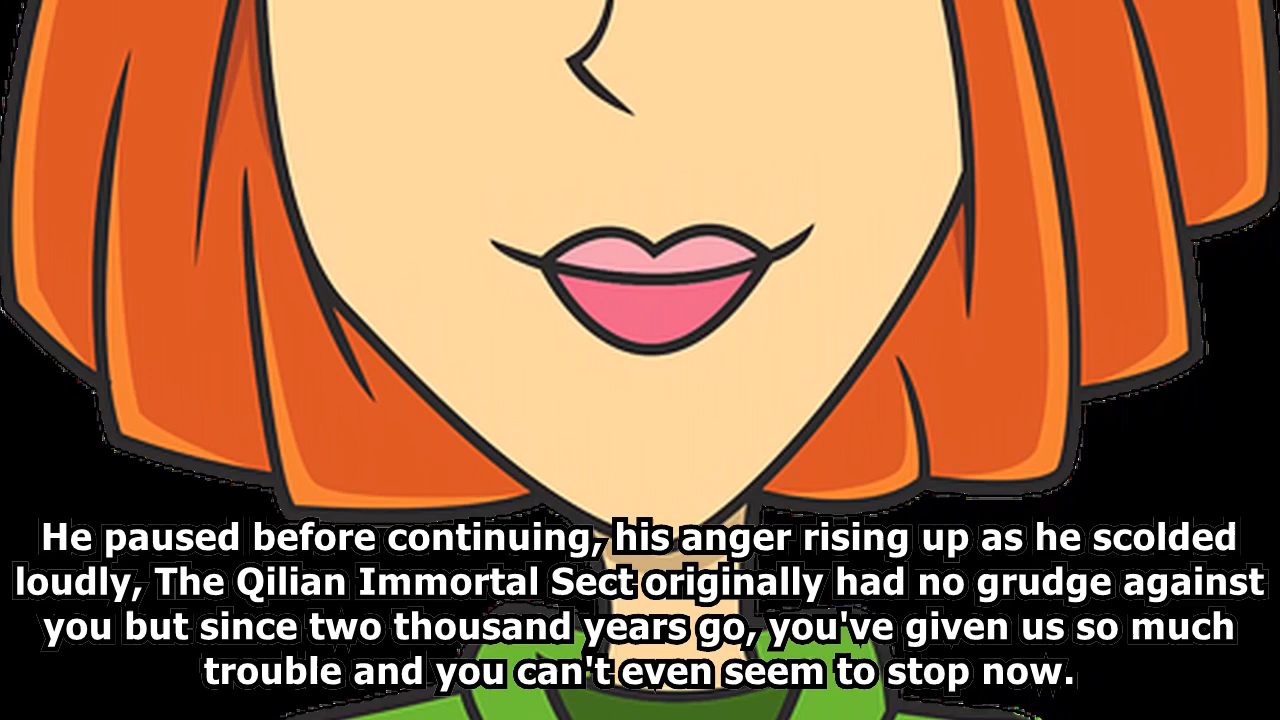 He paused before continuing, his anger rising up as he scolded
loudly, The Qilian Immortal Sect originally had no grudge against
you but since two thousand years go, you've given us so much
trouble and you can't even seem to stop now.